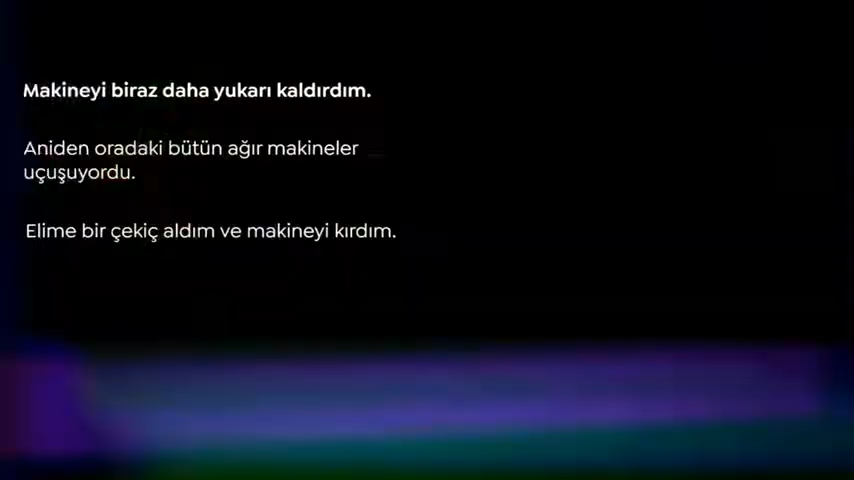 Makineyi biraz daha yukarı kaldırdım.
Aniden oradaki bütün ağır makineler
uçuşuyordu.
Elime bir çekiç aldım ve makineyi kırdım.